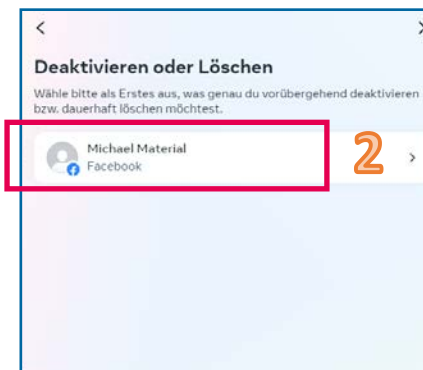 Deaktivieren oder Löschen
Wähle bitte als Erstes aus, was genau du vorübergehend deaktivieren
bzw. dauerhaft löschen möchtest.
Michael Material
Facebook
2